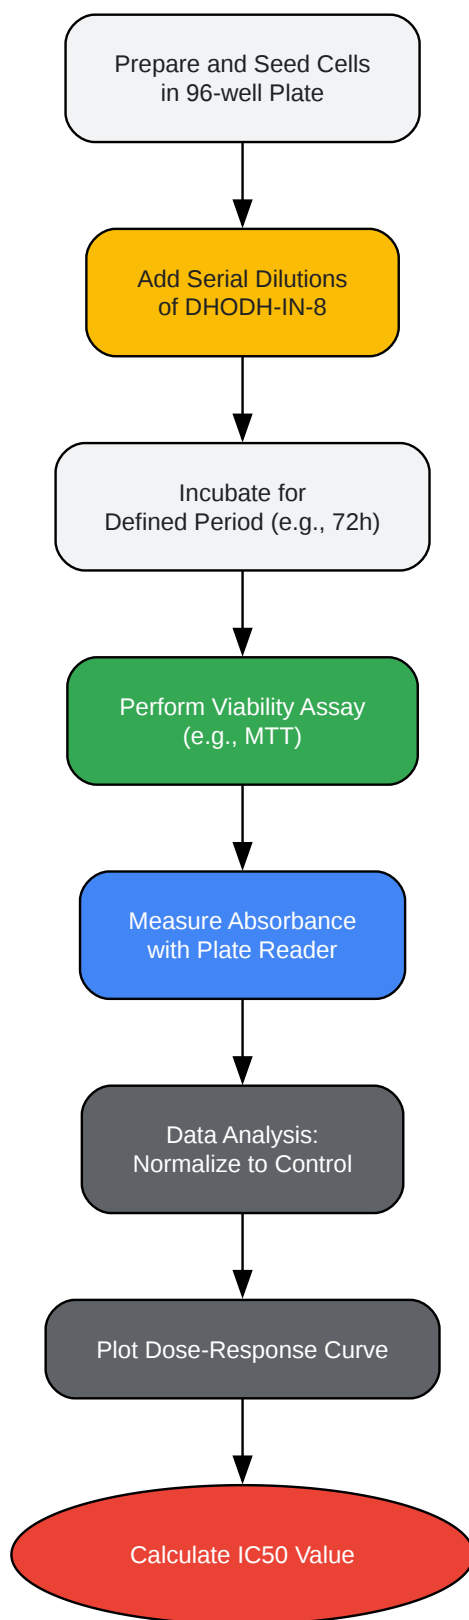 Prepare and Seed Cells
in 96-well Plate
Add Serial Dilutions
of DHODH-IN-8
Incubate for
Defined Period (e.g., 72h)
Perform Viability Assay
(e.g., MTT)
Measure Absorbance
with Plate Reader
Data Analysis:
Normalize to Control
Plot Dose-Response Curve
Calculate IC50 Value